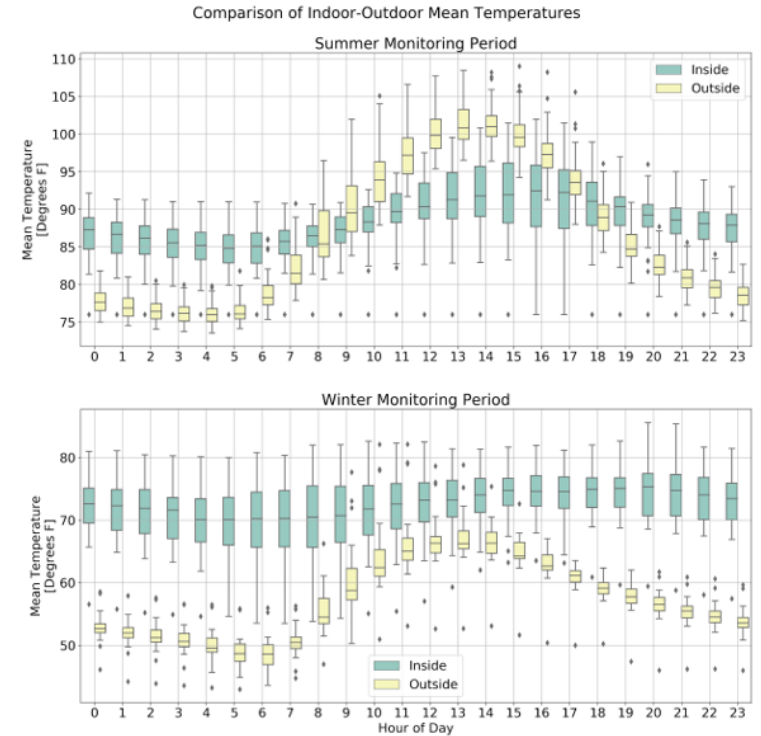 Comparison of Indoor-Outdoor Mean Temperatures
Summer Monitoring Period
Mean Temperature
[Degrees F]
110
105
100
95
90
85
80
75
Inside
Outside
0 1 2 3 4 5 6 7 8 9 10 11 12 13 14 15 16 17 18 19 20 21 22 23
Winter Monitoring Period
Mean Temperature
[Degrees F]
80
70
60
50
Inside
Outside
0 1 2 3 4 5 6 7 8 9 10 11 12 13 14 15 16 17 18 19 20 21 22 23
Hour of Day